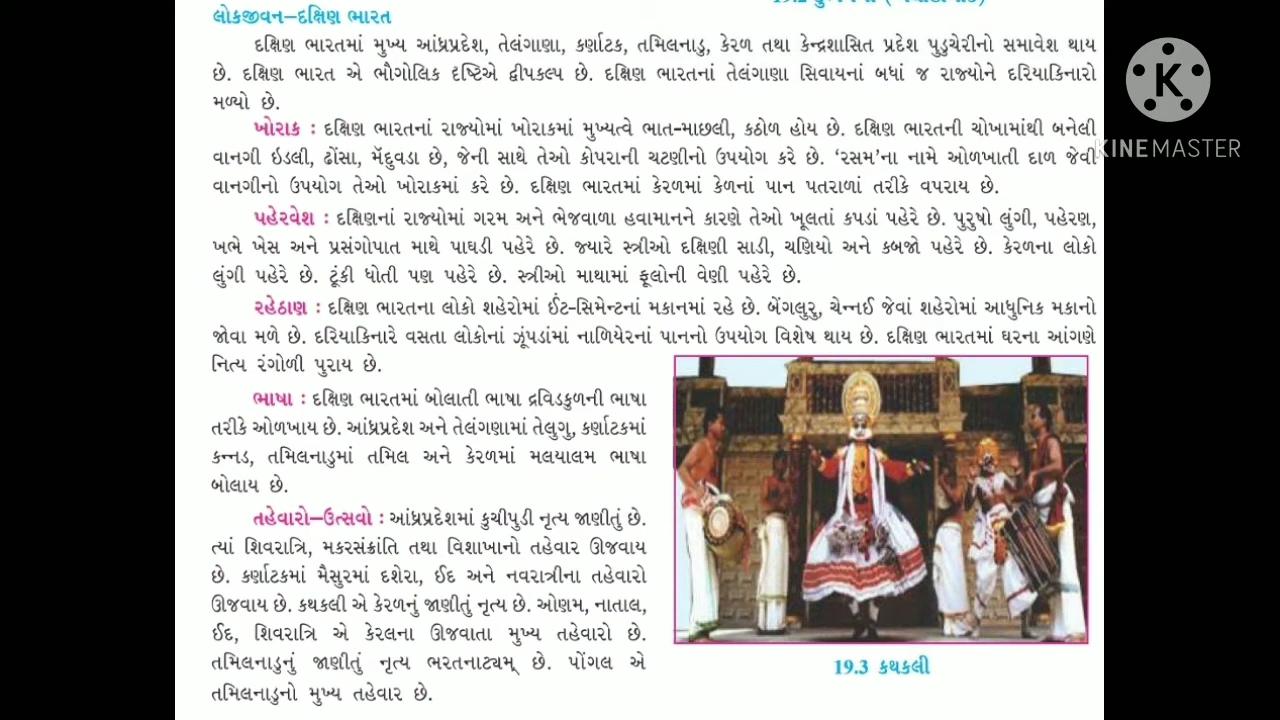 લોકજીવન–દક્ષિણ ભારત
દક્ષિણ ભારતમાં મુખ્ય આંધ્રપ્રદેશ, તેલંગાણા, કર્ણાટક, તમિલનાડુ, કેરળ તથા કેન્દ્રશાસિત પ્રદેશ પુડુચેરીનો સમાવેશ થાય
છે. દક્ષિણ ભારત એ ભૌગોલિક દૃષ્ટિએ દ્વીપકલ્પ છે. દક્ષિણ ભારતનાં તેલંગાણા સિવાયનાં બધાં જ રાજ્યોને દરિયાકિનારો
મળ્યો છે.
ખોરાક : દક્ષિણ ભારતનાં રાજ્યોમાં ખોરાકમાં મુખ્યત્વે ભાત-માછલી, કઠોળ હોય છે. દક્ષિણ ભારતની ચોખામાંથી બનેલી
વાનગી ઇડલી, ઢોંસા, મૅદુવડા છે, જેની સાથે તેઓ કોપરાની ચટણીનો ઉપયોગ કરે છે. ‘રસમ’ના નામે ઓળખાતી દાળ જેવી
વાનગીનો ઉપયોગ તેઓ ખોરાકમાં કરે છે. દક્ષિણ ભારતમાં કેરળમાં કેળનાં પાન પતરાળાં તરીકે વપરાય છે.
પહેરવેશ : દક્ષિણનાં રાજ્યોમાં ગરમ અને ભેજવાળા હવામાનને કારણે તેઓ ખૂલતાં કપડાં પહેરે છે. પુરુષો લુંગી, પહેરણ,
ખભે ખેસ અને પ્રસંગોપાત માથે પાઘડી પહેરે છે. જ્યારે સ્ત્રીઓ દક્ષિણી સાડી, ચણિયો અને કબજો પહેરે છે. કેરળના લોકો
લુંગી પહેરે છે. ટૂંકી ધોતી પણ પહેરે છે. સ્ત્રીઓ માથામાં ફૂલોની વેણી પહેરે છે.
રહેઠાણ : દક્ષિણ ભારતના લોકો શહેરોમાં ઈંટ-સિમેન્ટનાં મકાનમાં રહે છે. બેંગલુરુ, ચેન્નઈ જેવાં શહેરોમાં આધુનિક મકાનો
જોવા મળે છે. દરિયાકિનારે વસતા લોકોનાં ઝૂંપડાંમાં નાળિયેરનાં પાનનો ઉપયોગ વિશેષ થાય છે. દક્ષિણ ભારતમાં ઘરના આંગણે
નિત્ય રંગોળી પુરાય છે.
ભાષા : દક્ષિણ ભારતમાં બોલાતી ભાષા દ્રવિડકુળની ભાષા
તરીકે ઓળખાય છે. આંધ્રપ્રદેશ અને તેલંગણામાં તેલુગુ, કર્ણાટકમાં
કન્નડ, તમિલનાડુમાં તમિલ અને કેરળમાં મલયાલમ ભાષા
બોલાય છે.
તહેવારો–ઉત્સવો : આંધ્રપ્રદેશમાં કુચીપુડી નૃત્ય જાણીતું છે.
ત્યાં શિવરાત્રિ, મકરસંક્રાંતિ તથા વિશાખાનો તહેવાર ઊજવાય
છે. કર્ણાટકમાં મૈસુરમાં દશેરા, ઈદ અને નવરાત્રીના તહેવારો
ઊજવાય છે. કથકલી એ કેરળનું જાણીતું નૃત્ય છે. ઓણમ, નાતાલ,
ઈદ, શિવરાત્રિ એ કેરલના ઊજવાતા મુખ્ય તહેવારો છે.
તમિલનાડુનું જાણીતું નૃત્ય ભરતનાટ્યમ્ છે. પોંગલ એ
તમિલનાડુનો મુખ્ય તહેવાર છે.
19.3 કથકલી
K
KINEMASTER